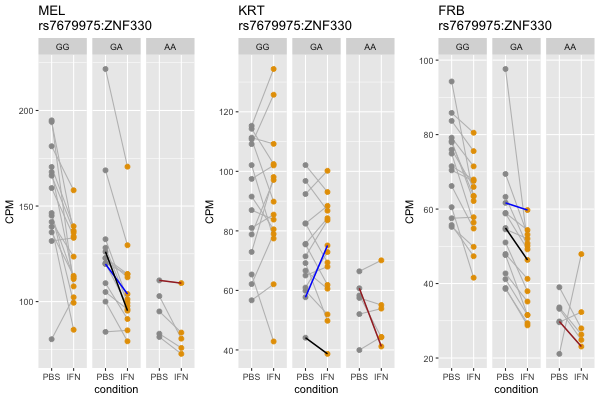 MEL
rs7679975:ZNF330
GG GA AA
CPM
200
150
100
PBS IFN PBS IFN PBS IFN
condition
KRT
rs7679975:ZNF330
GG GA AA
CPM
120
100
80
60
40
PBS IFN PBS IFN PBS IFN
condition
FRB
rs7679975:ZNF330
GG GA AA
CPM
100
80
60
40
20
PBS IFN PBS IFN PBS IFN
condition